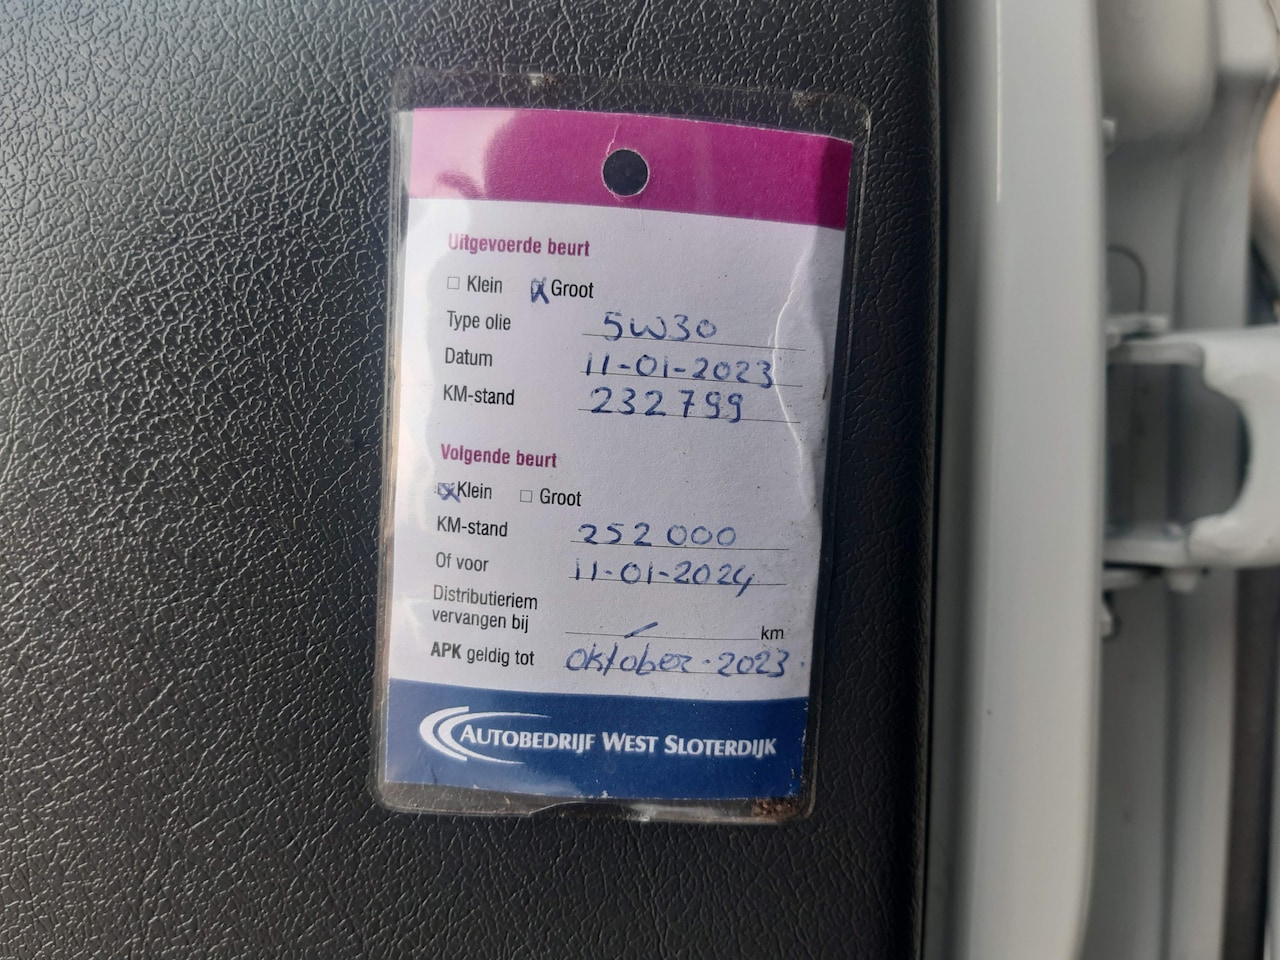 Uitgevoerde beurt
☐ Klein ☒ Groot
Type olie 5W30
Datum 11-01-2023
KM-stand 232799
Volgende beurt
☒ Klein ☐ Groot
KM-stand 252000
Of voor 11-01-2024
Distributieriem
vervangen bij - km
APK geldig tot oktober-2023.
AUTOBEDRIJF WEST SLOTERDIJK